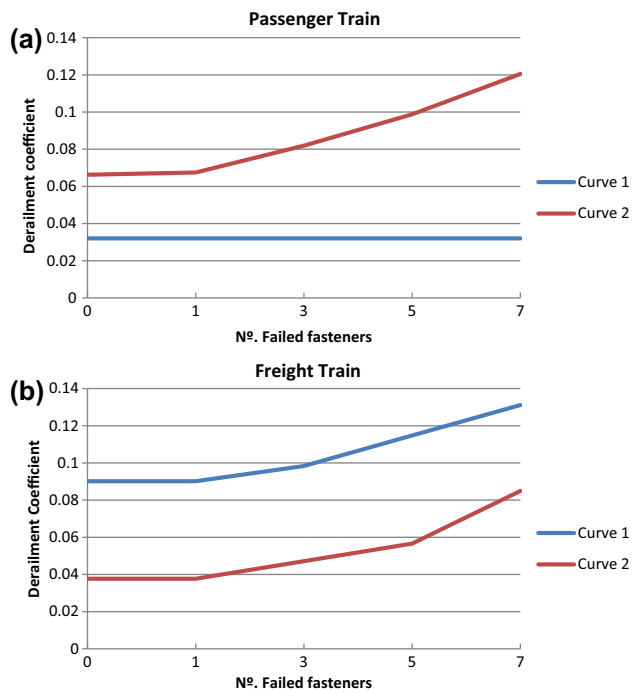 (a)
Passenger Train
0.14
0.12
0.1
0.08
0.06
0.04
0.02
0
Derailment coefficient
0 1 3 5 7
Nº. Failed fasteners
Curve 1
Curve 2
(b)
Freight Train
0.14
0.12
0.1
0.08
0.06
0.04
0.02
0
Derailment Coefficient
0 1 3 5 7
Nº. Failed fasteners
Curve 1
Curve 2